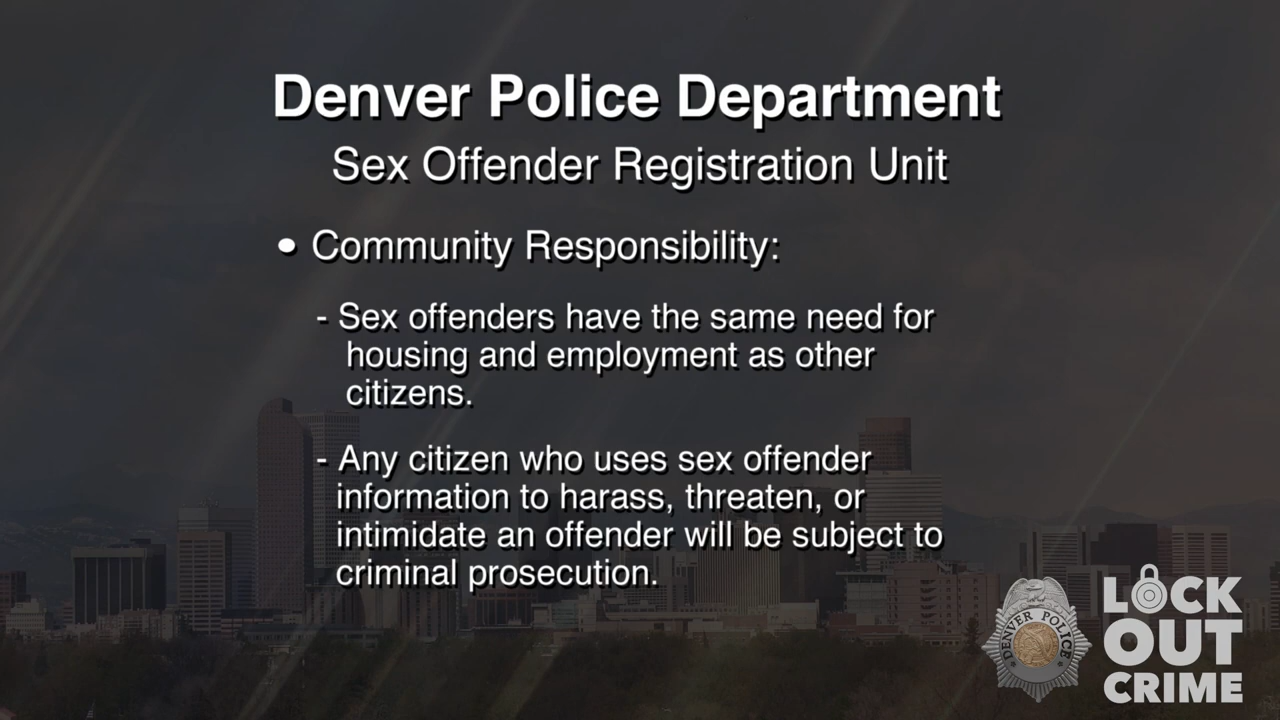 Denver Police Department
Sex Offender Registration Unit
• Community Responsibility:
- Sex offenders have the same need for
housing and employment as other
citizens.
- Any citizen who uses sex offender
information to harass, threaten, or
intimidate an offender will be subject to
criminal prosecution.
DENVER POLICE
LOCK
OUT
CRIME